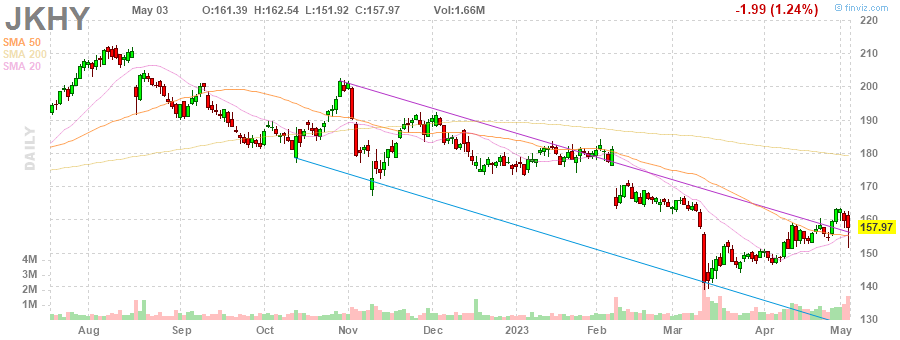 JKHY May 03 O:161.39 H:162.54 L:151.92 C:157.97 Vol:1.66M -1.99 (1.24%) © finviz.com
SMA 50
SMA 200
SMA 20
DAILY
220
210
200
190
180
170
160
157.97
150
140
130
4M
3M
2M
1M
Aug Sep Oct Nov Dec 2023 Feb Mar Apr May